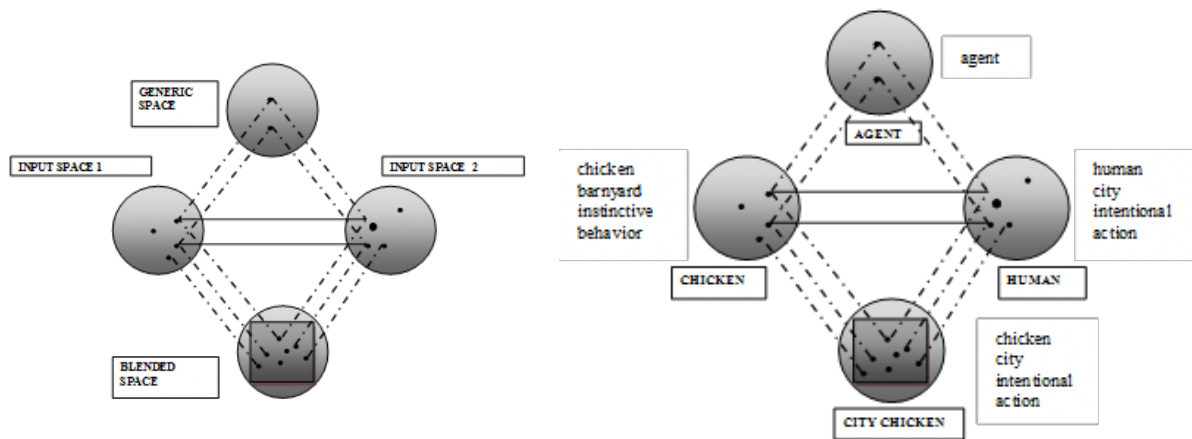 GENERIC
SPACE
INPUT SPACE 1
INPUT SPACE 2
BLENDED
SPACE
agent
AGENT
chicken
barnyard
instinctive
behavior
human
city
intentional
action
CHICKEN
HUMAN
chicken
city
intentional
action
CITY CHICKEN